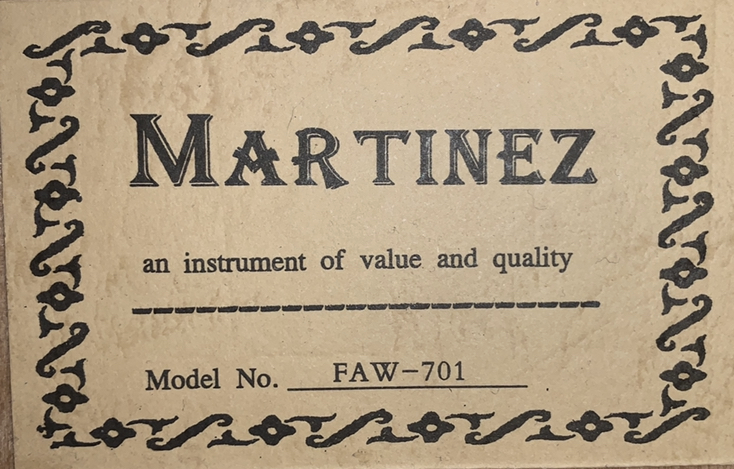 MARTINEZ
an instrument of value and quality
Model No. FAW-701